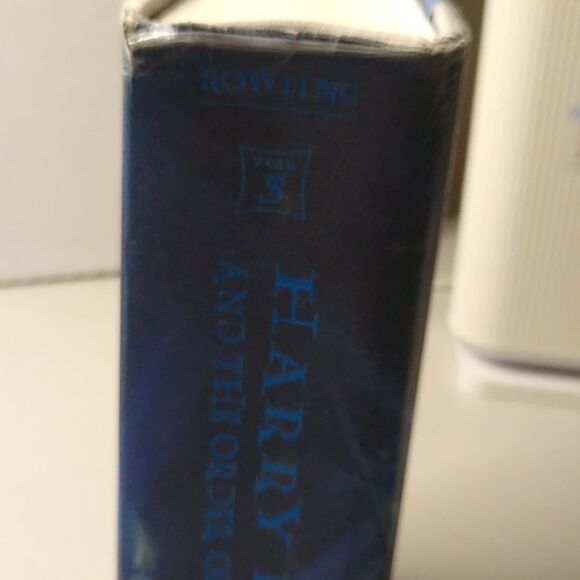 ROWLING
YEAR
5
HARRY
AND THE ORDER O